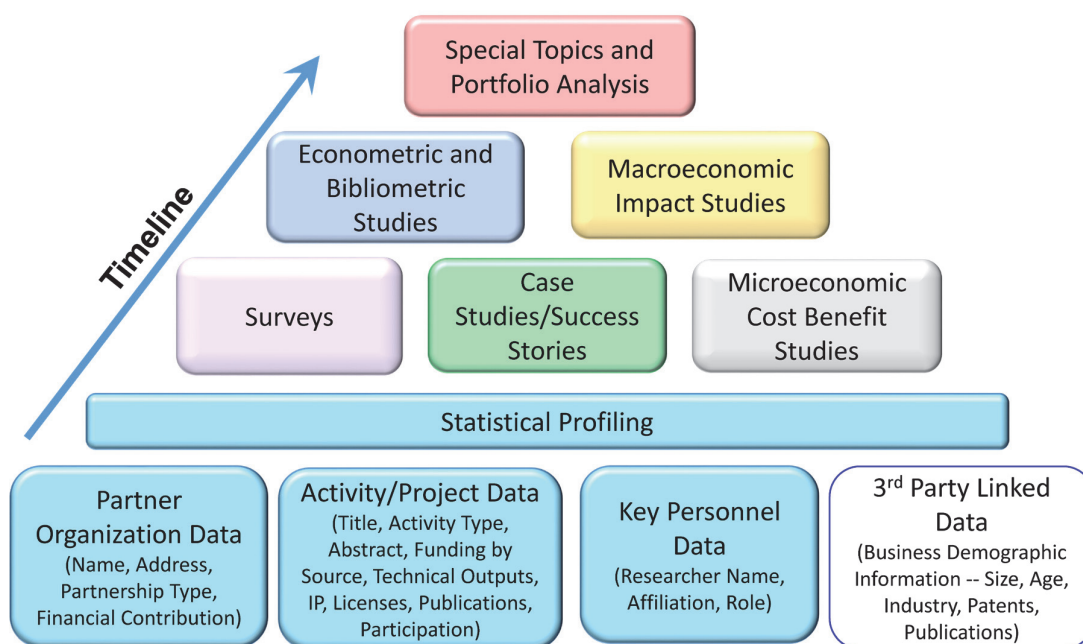 Special Topics and
Portfolio Analysis
Timeline
Econometric and
Bibliometric
Studies
Macroeconomic
Impact Studies
Surveys
Case
Studies/Success
Stories
Microeconomic
Cost Benefit
Studies
Statistical Profiling
Partner
Organization Data
(Name, Address,
Partnership Type,
Financial Contribution)
Activity/Project Data
(Title, Activity Type,
Abstract, Funding by
Source, Technical Outputs,
IP, Licenses, Publications,
Participation)
Key Personnel
Data
(Researcher Name,
Affiliation, Role)
3rd Party Linked
Data
(Business Demographic
Information -- Size, Age,
Industry, Patents,
Publications)